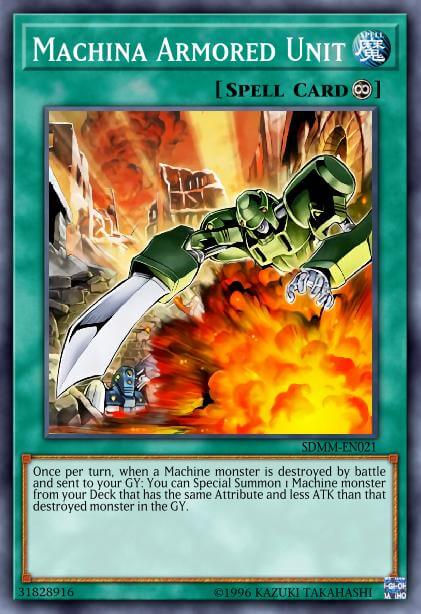 MACHINA ARMORED UNIT
SPELL
魔
[SPELL CARD]
SDMM-EN021
Once per turn, when a Machine monster is destroyed by battle
and sent to your GY: You can Special Summon 1 Machine monster
from your Deck that has the same Attribute and less ATK than that
destroyed monster in the GY.
31828916
©1996 KAZUKI TAKAHASHI